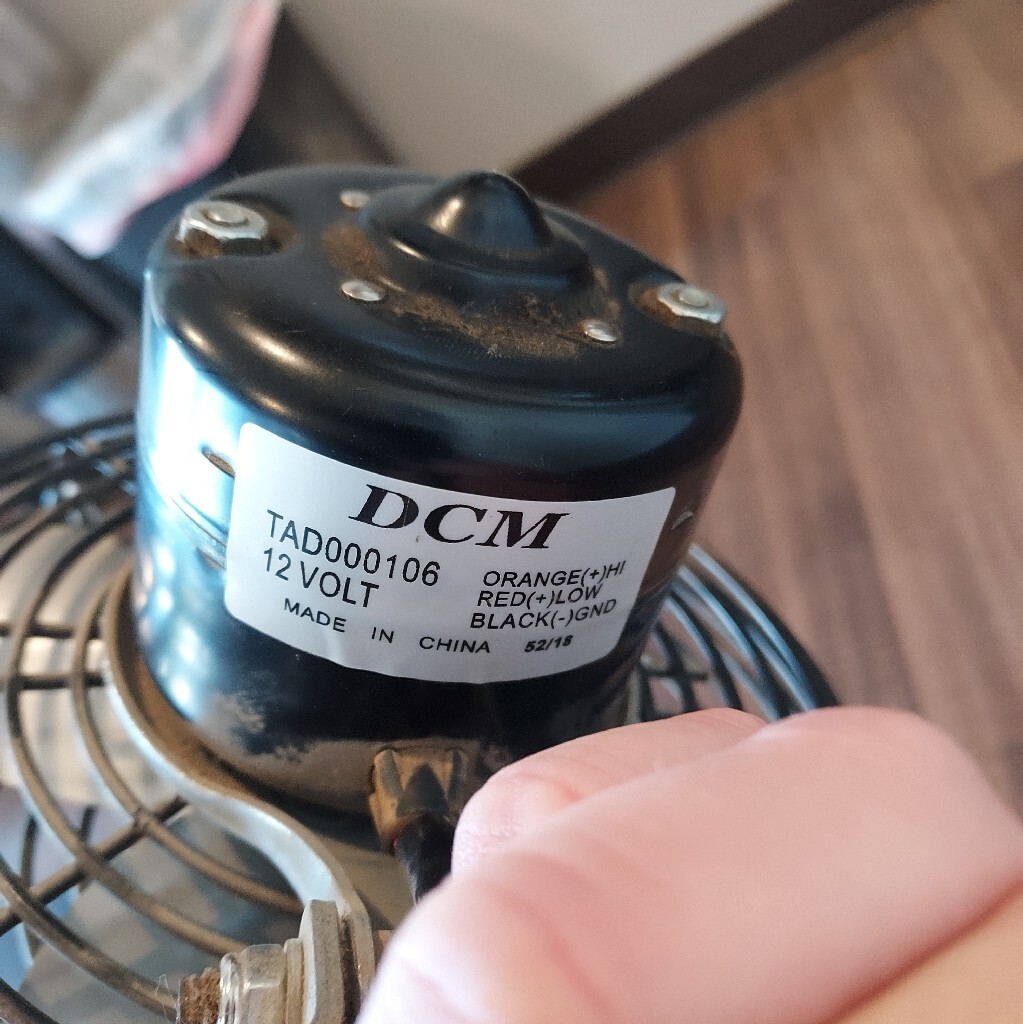 DCM
TAD000106
12 VOLT
ORANGE(+)HI
RED(+)LOW
BLACK(-)GND
MADE IN CHINA 52/18